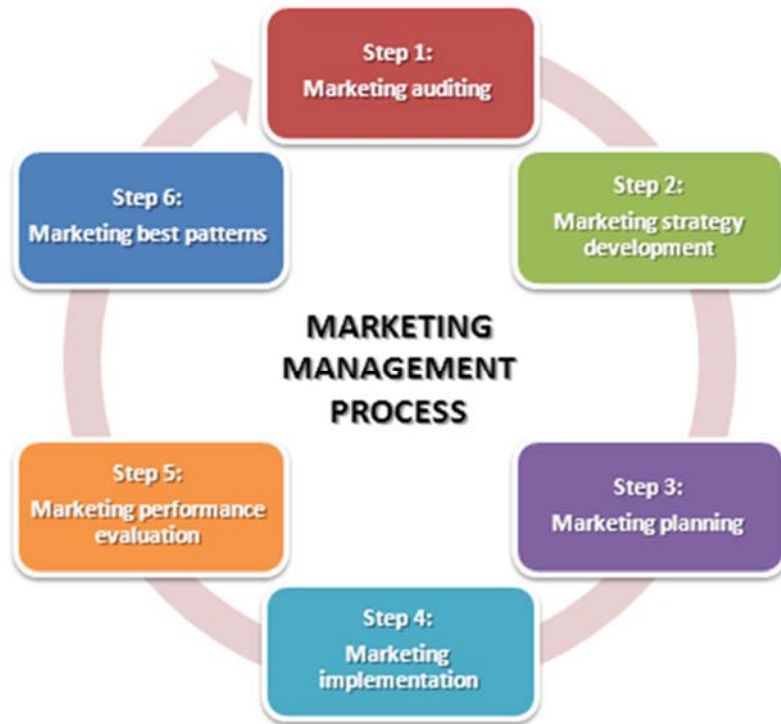 Step 1:
Marketing auditing
Step 2:
Marketing strategy
development
Step 3:
Marketing planning
Step 4:
Marketing
implementation
Step 5:
Marketing performance
evaluation
Step 6:
Marketing best patterns
MARKETING
MANAGEMENT
PROCESS